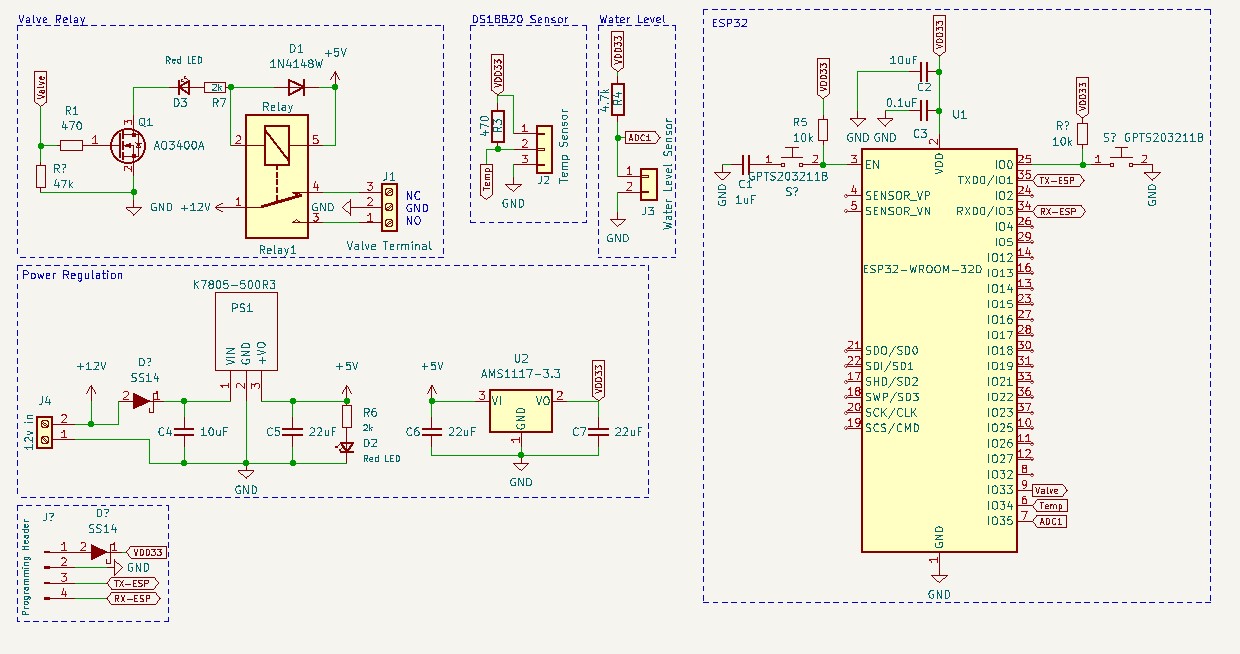 Valve Relay
Valve
R1
470
1
R?
47k
Red LED
D3
2k
R7
Q1
3
2
AO3400A
GND
D1
1N4148W
+5V
Relay
2
5
4
1
3
+12V
Relay1
GND
J1
3
2
1
NC
GND
NO
Valve Terminal
DS18B20 Sensor
VDD33
470
R3
1
2
3
Temp
GND
J2
Temp Sensor
Water Level
VDD33
4.7k
R4
ADC1
1
2
J3
GND
Water Level Sensor
Power Regulation
K7805-500R3
PS1
VIN
GND
+VO
1
2
3
+12V
D?
SS14
2
1
J4
12v in
2
1
C4
10uF
C5
22uF
+5V
R6
2k
D2
Red LED
GND
+5V
U2
AMS1117-3.3
3
VI
VO
2
GND
1
VDD33
C6
22uF
C7
22uF
GND
Programming Header
J?
D?
SS14
1
2
1
VDD33
2
GND
3
TX-ESP
4
RX-ESP
ESP32
VDD33
10uF
C2
0.1uF
C3
GND
GND
U1
2
VDD
VDD33
R5
10k
GND
C1
1uF
1
2
GPTS203211B
S?
3
EN
4
SENSOR_VP
5
SENSOR_VN
ESP32-WROOM-32D
21
SDO/SD0
22
SDI/SD1
17
SHD/SD2
18
SWP/SD3
20
SCK/CLK
19
SCS/CMD
VDD33
R?
10k
S?
GPTS203211B
1
2
GND
IO0
25
TXD0/IO1
35
TX-ESP
IO2
24
RXD0/IO3
34
RX-ESP
IO4
26
IO5
29
IO12
14
IO13
16
IO14
13
IO15
23
IO16
27
IO17
28
IO18
30
IO19
31
IO21
33
IO22
36
IO23
37
IO25
10
IO26
11
IO27
12
IO32
8
IO33
9
Valve
IO34
6
Temp
IO35
7
ADC1
GND
1
GND